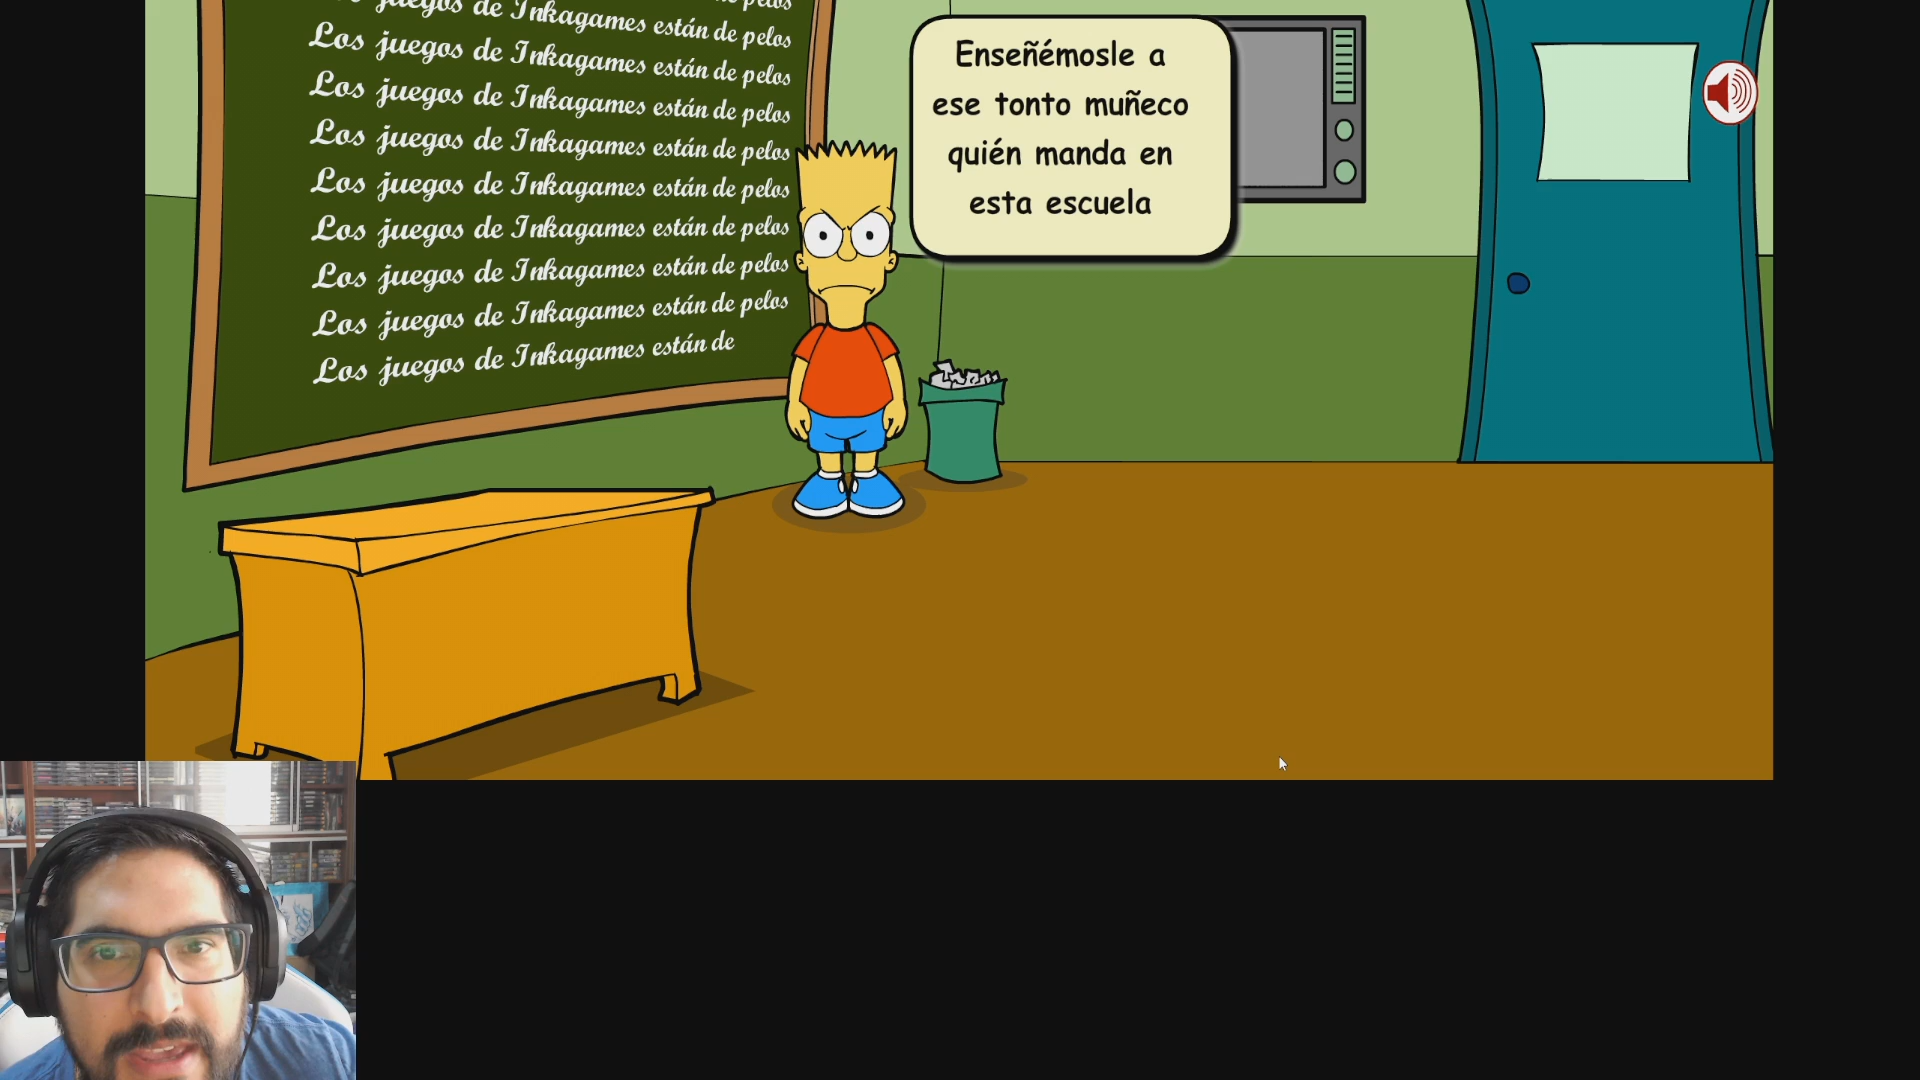 juegos de Inkagames están de pelos
Los juegos de Inkagames están de pelos
Los juegos de Inkagames están de pelos
Los juegos de Inkagames están de pelos
Los juegos de Inkagames están de pelos
Los juegos de Inkagames están de pelos
Los juegos de Inkagames están de pelos
Los juegos de Inkagames están de pelos
Los juegos de Inkagames están de
Enseñémosle a
ese tonto muñeco
quién manda en
esta escuela